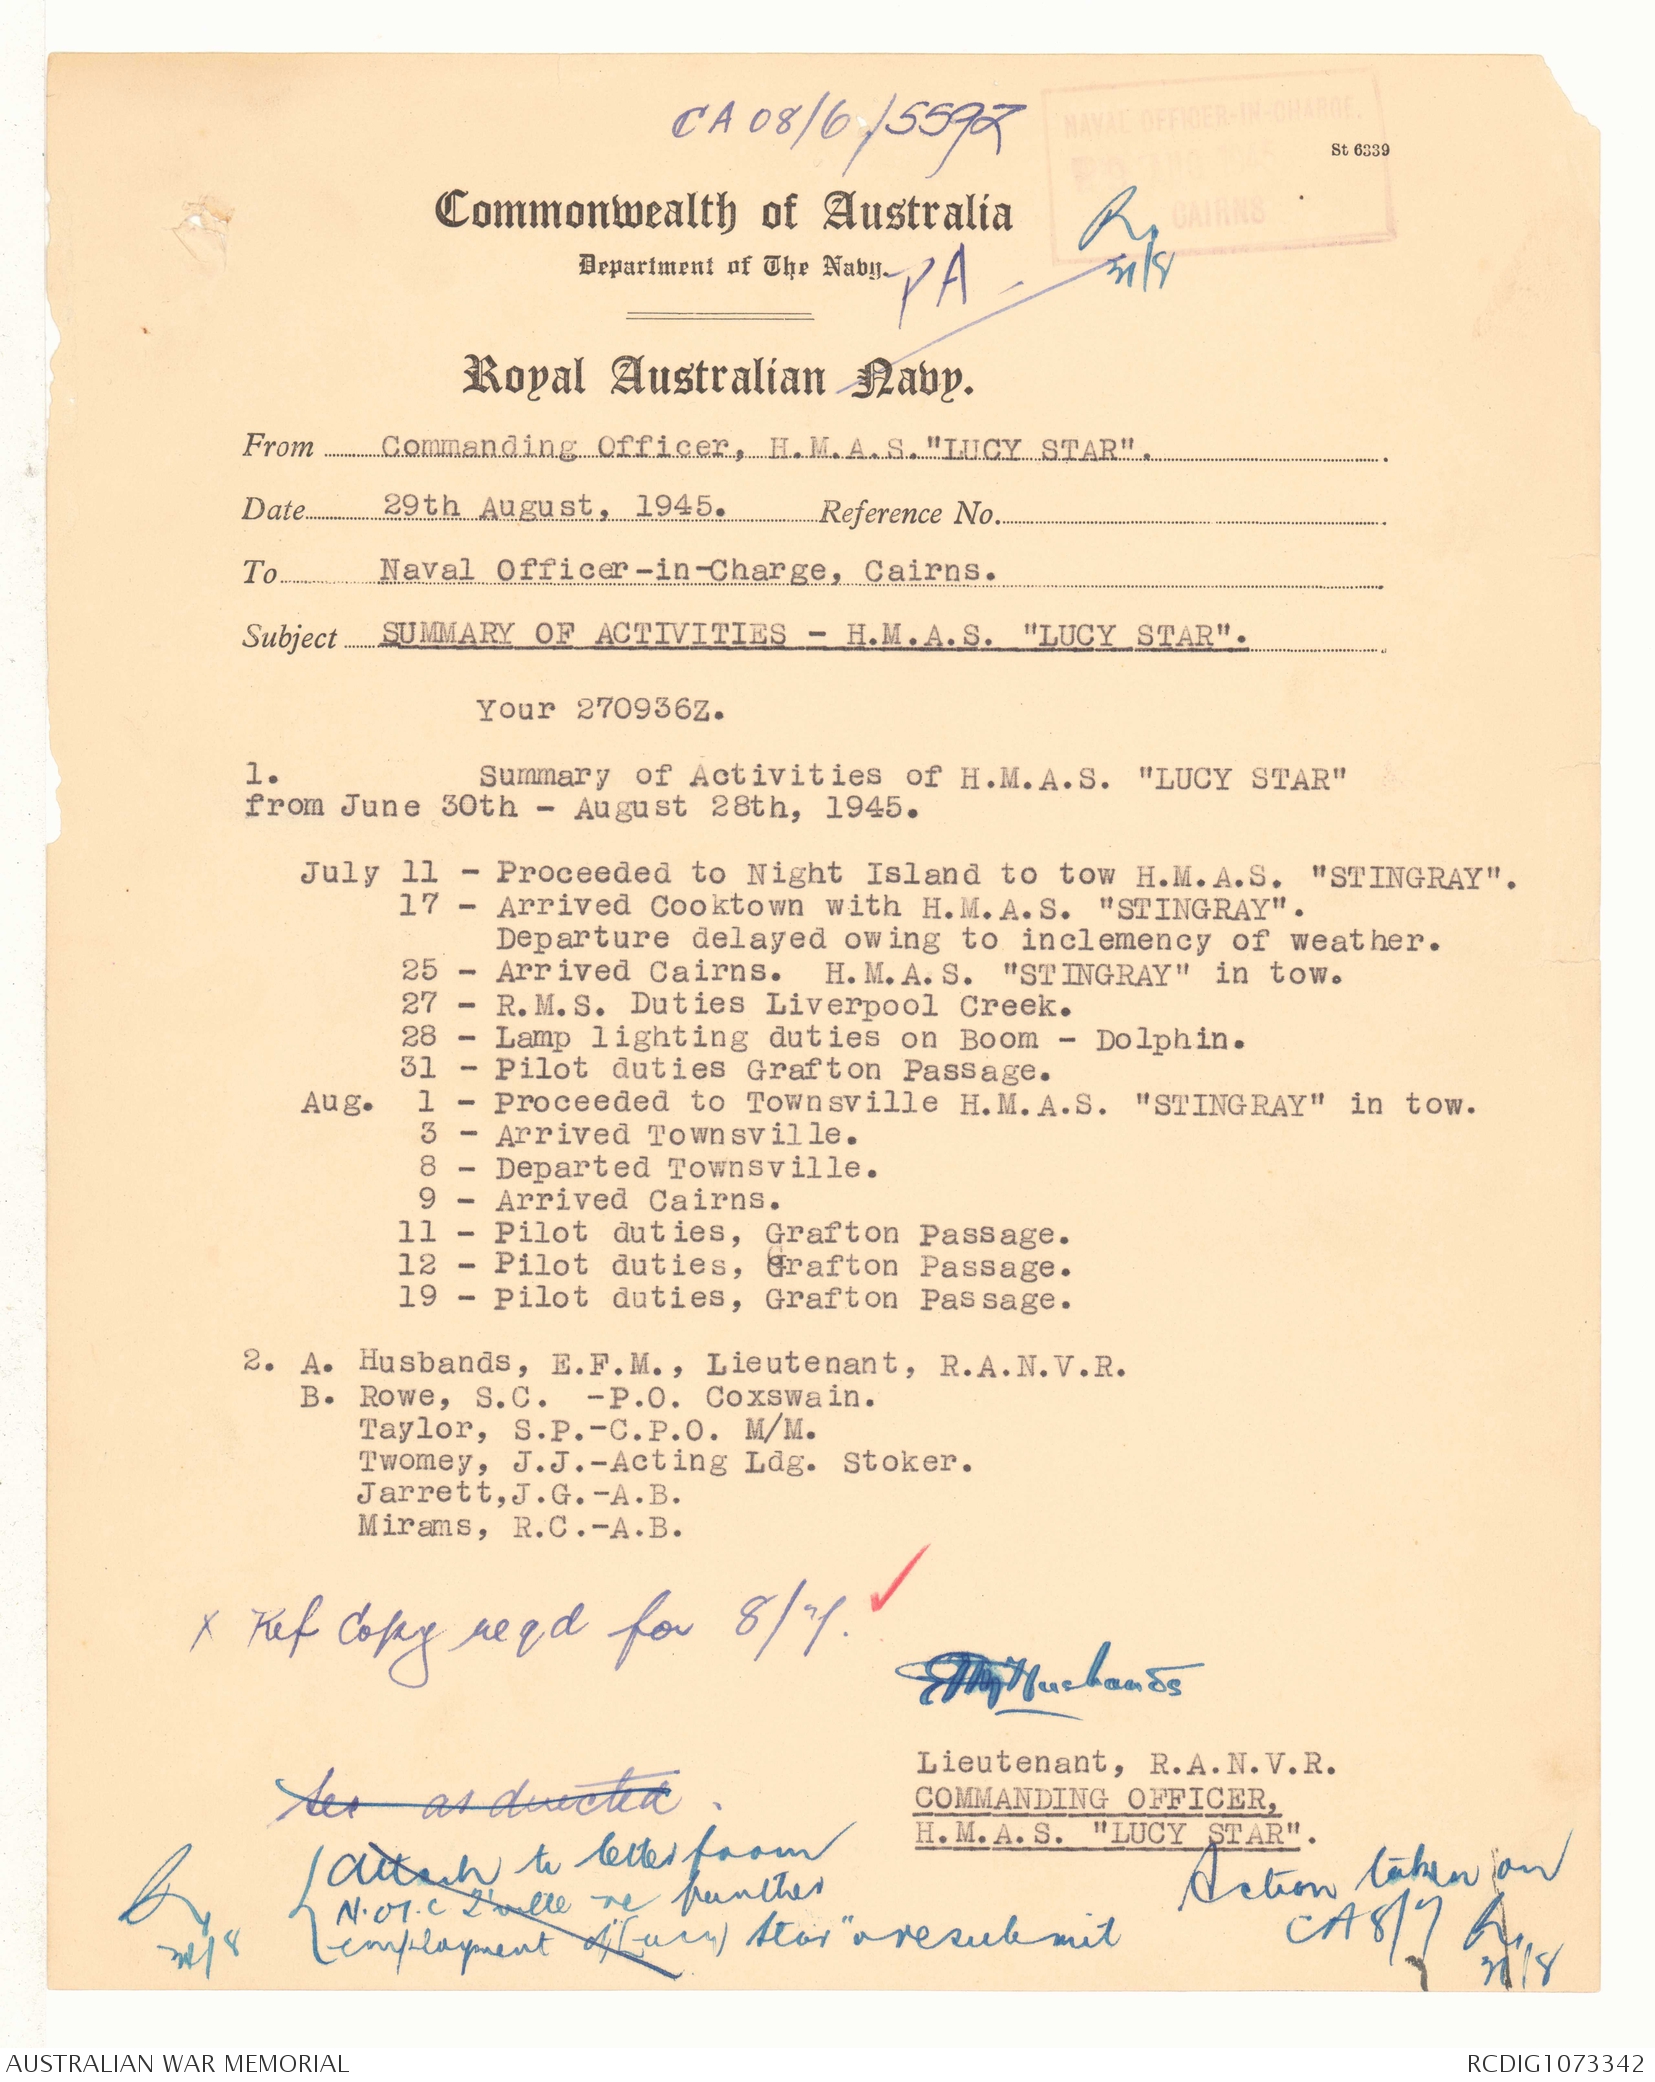 CA 08/6/5592
NAVAL OFFICER-IN-CHARGE.
CAIRNS
St 6339
Commonwealth of Australia
Department of The Navy.
PA
31/8
Royal Australian Navy.
From Commanding Officer, H.M.A.S."LUCY STAR".
Date 29th August, 1945. Reference No.
To Naval Officer-in-Charge, Cairns.
Subject SUMMARY OF ACTIVITIES - H.M.A.S. "LUCY STAR".
Your 270936Z.
1. Summary of Activities of H.M.A.S. "LUCY STAR"
from June 30th - August 28th, 1945.
July 11 - Proceeded to Night Island to tow H.M.A.S. "STINGRAY".
17 - Arrived Cooktown with H.M.A.S. "STINGRAY".
Departure delayed owing to inclemency of weather.
25 - Arrived Cairns. H.M.A.S. "STINGRAY" in tow.
27 - R.M.S. Duties Liverpool Creek.
28 - Lamp lighting duties on Boom - Dolphin.
31 - Pilot duties Grafton Passage.
Aug. 1 - Proceeded to Townsville H.M.A.S. "STINGRAY" in tow.
3 - Arrived Townsville.
8 - Departed Townsville.
9 - Arrived Cairns.
11 - Pilot duties, Grafton Passage.
12 - Pilot duties, Grafton Passage.
19 - Pilot duties, Grafton Passage.
2. A. Husbands, E.F.M., Lieutenant, R.A.N.V.R.
B. Rowe, S.C. -P.O. Coxswain.
Taylor, S.P.-C.P.O. M/M.
Twomey, J.J.-Acting Ldg. Stoker.
Jarrett,J.G.-A.B.
Mirams, R.C.-A.B.
x Ref Copy reqd for 8/7.
Husbands
Lieutenant, R.A.N.V.R.
COMMANDING OFFICER,
H.M.A.S. "LUCY STAR".
as directed.
Attach to letter from
N.O.I.C T'ville re further
employment of "Lucy Star" & resubmit
31/8
Action taken on
CA 8/7
31/8
AUSTRALIAN WAR MEMORIAL
RCDIG1073342